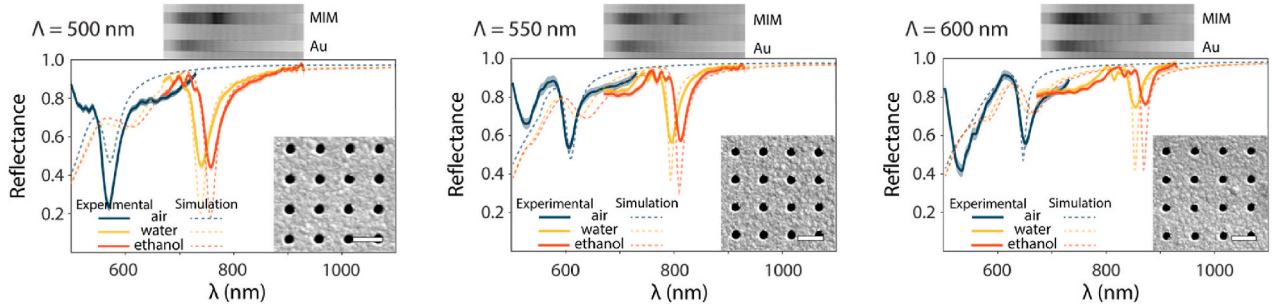 Λ = 500 nm
MIM
Au
Reflectance
1.0
0.8
0.6
0.4
0.2
Experimental Simulation
air
water
ethanol
600 800 1000
λ (nm)
Λ = 550 nm
MIM
Au
Reflectance
1.0
0.8
0.6
0.4
0.2
Experimental Simulation
air
water
ethanol
600 800 1000
λ (nm)
Λ = 600 nm
MIM
Au
Reflectance
1.0
0.8
0.6
0.4
0.2
Experimental Simulation
air
water
ethanol
600 800 1000
λ (nm)